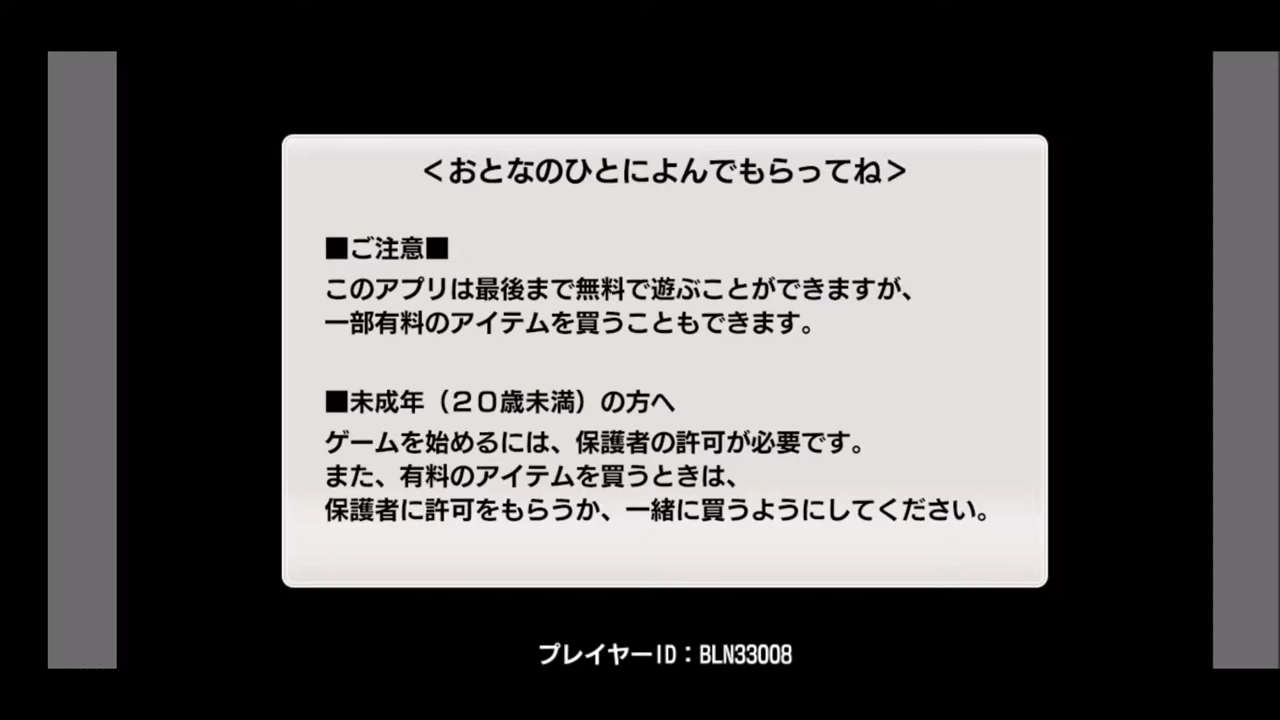 ＜おとなのひとによんでもらってね＞
■ご注意■
このアプリは最後まで無料で遊ぶことができますが、
一部有料のアイテムを買うこともできます。
■未成年（２０歳未満）の方へ
ゲームを始めるには、保護者の許可が必要です。
また、有料のアイテムを買うときは、
保護者に許可をもらうか、一緒に買うようにしてください。
プレイヤーID：BLN33008